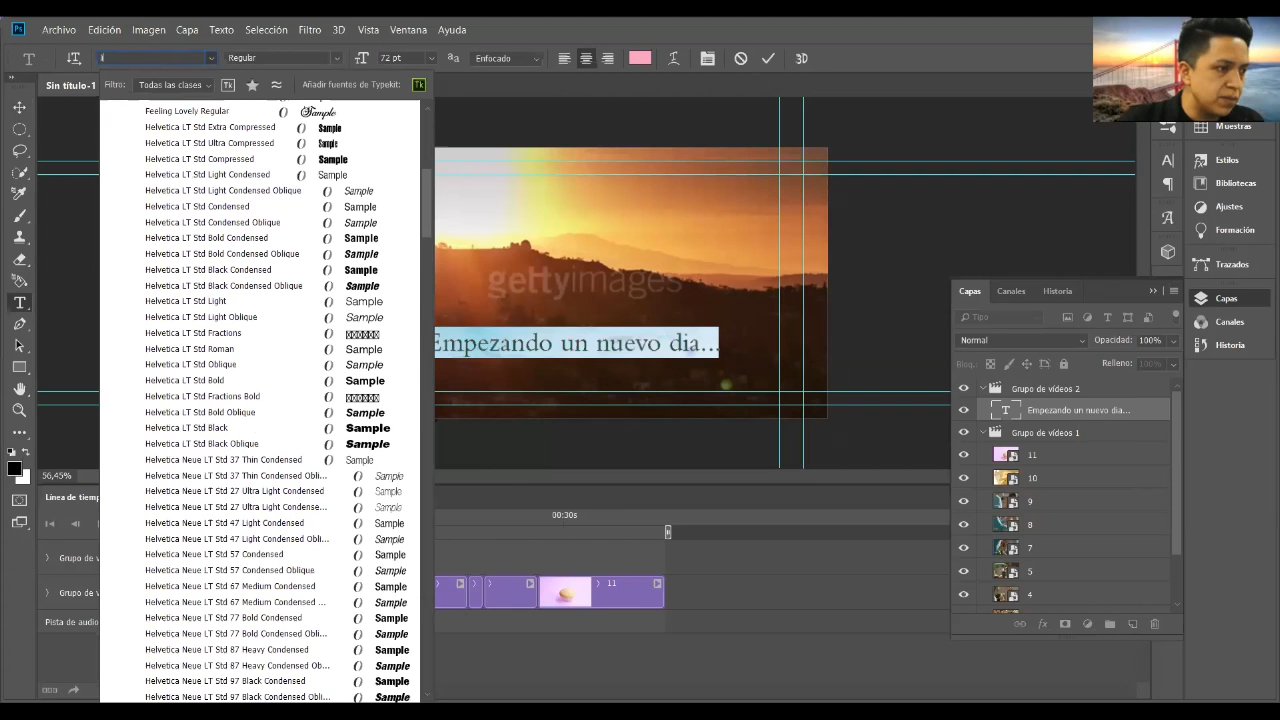 Ps Archivo Edición Imagen Capa Texto Selección Filtro 3D Vista Ventana Ayuda
T Regular 72 pt Enfocado 3D
Sin título-1
Filtro: Todas las clases Tk Añadir fuentes de Typekit: Tk
Feeling Lovely Regular Sample
Helvetica LT Std Extra Compressed Sample
Helvetica LT Std Ultra Compressed Sample
Helvetica LT Std Compressed Sample
Helvetica LT Std Light Condensed Sample
Helvetica LT Std Light Condensed Oblique Sample
Helvetica LT Std Condensed Sample
Helvetica LT Std Condensed Oblique Sample
Helvetica LT Std Bold Condensed Sample
Helvetica LT Std Bold Condensed Oblique Sample
Helvetica LT Std Black Condensed Sample
Helvetica LT Std Black Condensed Oblique Sample
Helvetica LT Std Light Sample
Helvetica LT Std Light Oblique Sample
Helvetica LT Std Fractions
Helvetica LT Std Roman Sample
Helvetica LT Std Oblique Sample
Helvetica LT Std Bold Sample
Helvetica LT Std Fractions Bold
Helvetica LT Std Bold Oblique Sample
Helvetica LT Std Black Sample
Helvetica LT Std Black Oblique Sample
Helvetica Neue LT Std 37 Thin Condensed Sample
Helvetica Neue LT Std 37 Thin Condensed Obli... Sample
Helvetica Neue LT Std 27 Ultra Light Condensed Sample
Helvetica Neue LT Std 27 Ultra Light Condense... Sample
Helvetica Neue LT Std 47 Light Condensed Sample
Helvetica Neue LT Std 47 Light Condensed Obli... Sample
Helvetica Neue LT Std 57 Condensed Sample
Helvetica Neue LT Std 57 Condensed Oblique Sample
Helvetica Neue LT Std 67 Medium Condensed Sample
Helvetica Neue LT Std 67 Medium Condensed ... Sample
Helvetica Neue LT Std 77 Bold Condensed Sample
Helvetica Neue LT Std 77 Bold Condensed Obli... Sample
Helvetica Neue LT Std 87 Heavy Condensed Sample
Helvetica Neue LT Std 87 Heavy Condensed Ob... Sample
Helvetica Neue LT Std 97 Black Condensed Sample
Helvetica Neue LT Std 97 Black Condensed Obli... Sample
gettyimages
Empezando un nuevo dia...
56,45%
Línea de tiemp
00:30s
Grupo de v
Grupo de v
11
Pista de audio
Muestras
Estilos
Bibliotecas
Ajustes
Formación
Trazados
Capas
Canales
Historia
Capas Canales Historia
Tipo
Normal Opacidad: 100%
Bloq.: Relleno: 100%
Grupo de vídeos 2
T Empezando un nuevo dia...
Grupo de vídeos 1
11
10
9
8
7
5
4
fx